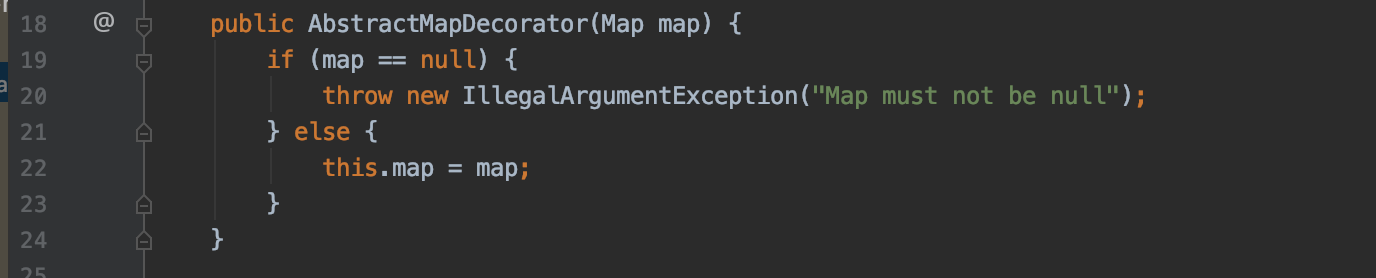 18 @ public AbstractMapDecorator(Map map) {
19 if (map == null) {
20 throw new IllegalArgumentException("Map must not be null");
21 } else {
22 this.map = map;
23 }
24 }
25